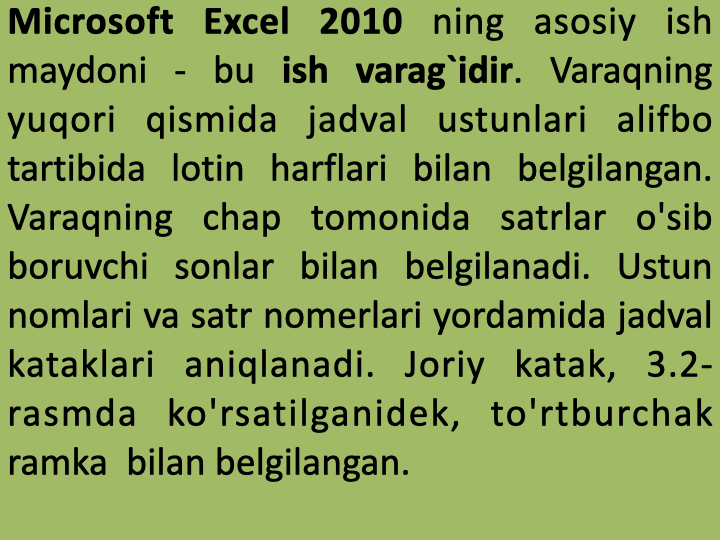 Microsoft Excel 2010 ning asosiy ish
maydoni - bu ish varag`idir. Varaqning
yuqori qismida jadval ustunlari alifbo
tartibida lotin harflari bilan belgilangan.
Varaqning chap tomonida satrlar o'sib
boruvchi sonlar bilan belgilanadi. Ustun
nomlari va satr nomerlari yordamida jadval
kataklari aniqlanadi. Joriy katak, 3.2-
rasmda ko'rsatilganidek, to'rtburchak
ramka bilan belgilangan.